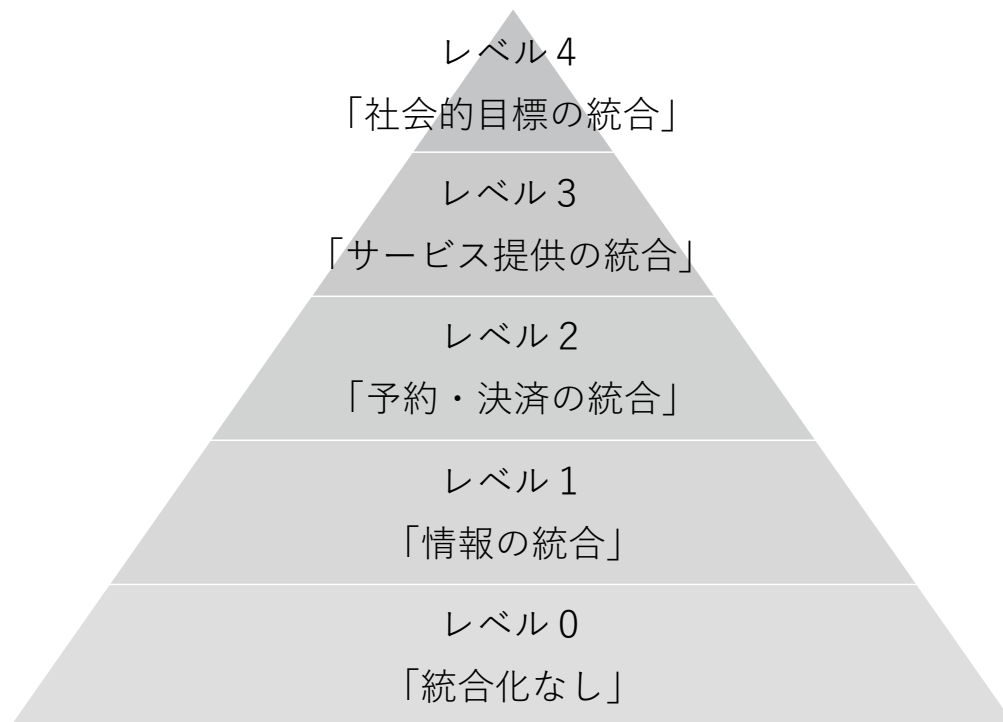 レベル4
「社会的目標の統合」
レベル3
「サービス提供の統合」
レベル2
「予約・決済の統合」
レベル1
「情報の統合」
レベル0
「統合化なし」